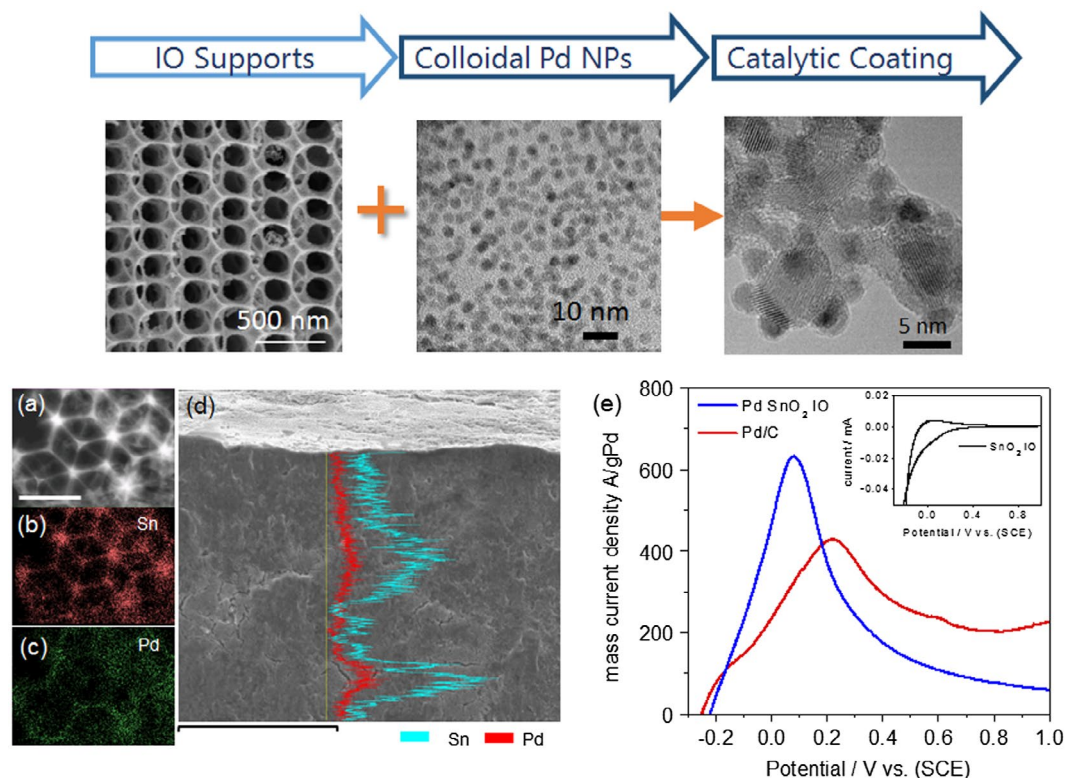 IO Supports
Colloidal Pd NPs
Catalytic Coating
500 nm
10 nm
5 nm
(a)
(b)
Sn
(c)
Pd
(d)
Sn
Pd
(e)
Pd SnO₂ IO
Pd/C
mass current density A/gPd
800
600
400
200
0
-0.2
0.0
0.2
0.4
0.6
0.8
1.0
Potential / V vs. (SCE)
current / mA
0.02
0.00
-0.02
-0.04
SnO₂ IO
0.0
0.4
0.8
Potential / V vs. (SCE)